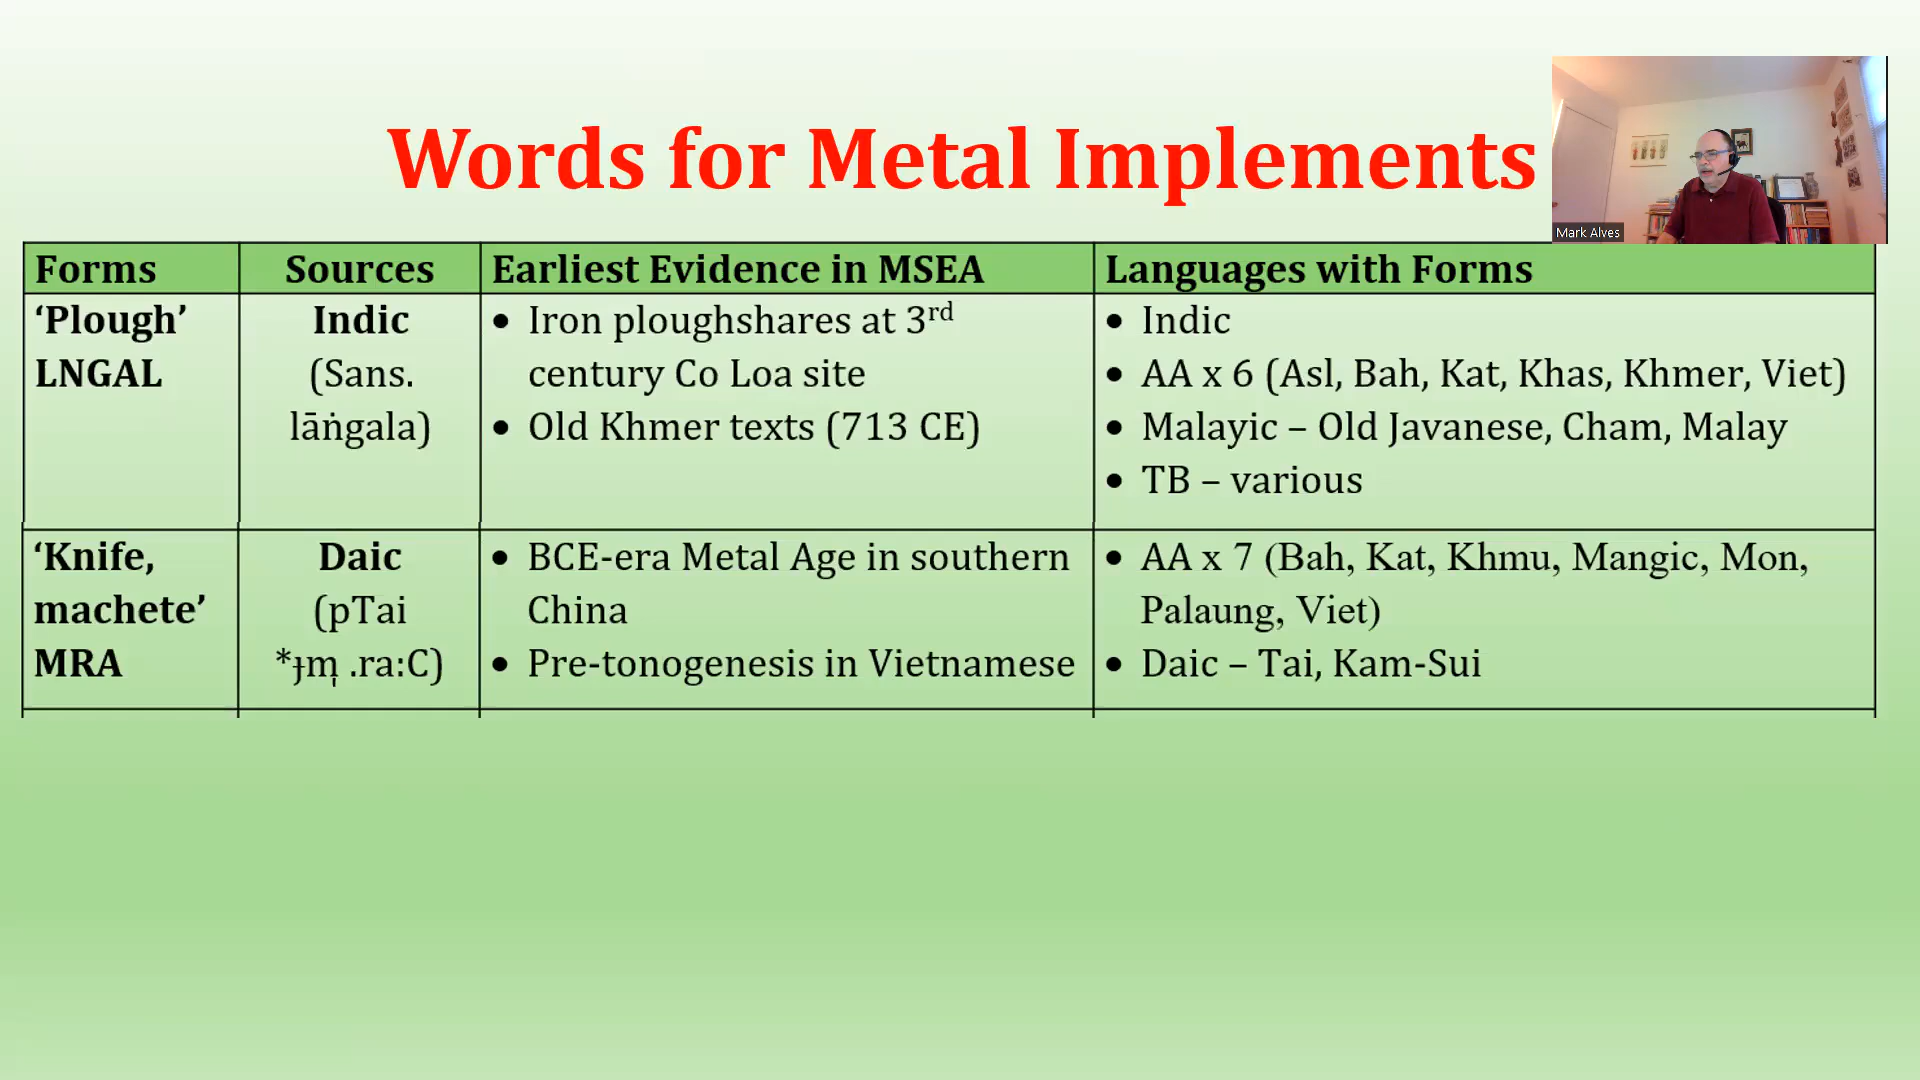 Words for Metal Implements
Mark Alves
Forms Sources Earliest Evidence in MSEA Languages with Forms
‘Plough’
LNGAL
Indic
(Sans.
lāṅgala)
• Iron ploughshares at 3rd
century Co Loa site
• Old Khmer texts (713 CE)
• Indic
• AA x 6 (Asl, Bah, Kat, Khas, Khmer, Viet)
• Malayic – Old Javanese, Cham, Malay
• TB – various
‘Knife,
machete’
MRA
Daic
(pTai
*ɟm̩ .ra:C)
• BCE-era Metal Age in southern
China
• Pre-tonogenesis in Vietnamese
• AA x 7 (Bah, Kat, Khmu, Mangic, Mon,
Palaung, Viet)
• Daic – Tai, Kam-Sui